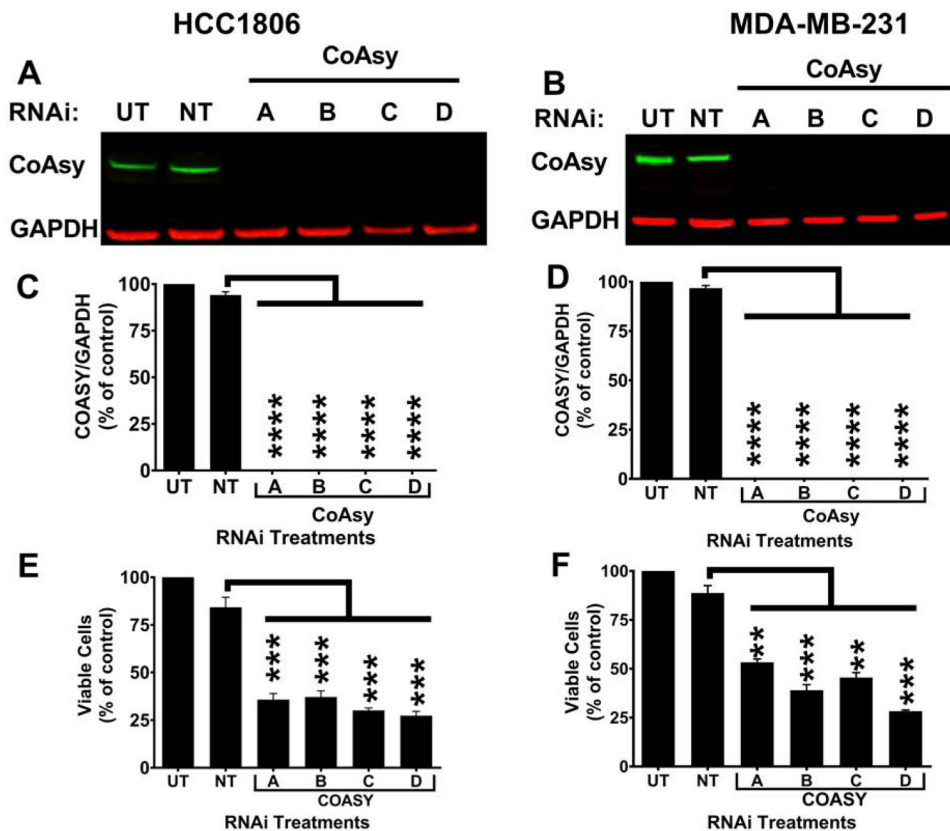 HCC1806
MDA-MB-231
A
CoAsy
RNAi: UT NT A B C D
CoAsy
GAPDH
B
CoAsy
RNAi: UT NT A B C D
CoAsy
GAPDH
C
COASY/GAPDH
(% of control)
100
75
50
25
0
**** **** **** ****
UT NT A B C D
CoAsy
RNAi Treatments
D
COASY/GAPDH
(% of control)
100
75
50
25
0
**** **** **** ****
UT NT A B C D
CoAsy
RNAi Treatments
E
Viable Cells
(% of control)
100
75
50
25
0
*** *** *** ***
UT NT A B C D
COASY
RNAi Treatments
F
Viable Cells
(% of control)
100
75
50
25
0
** *** ** ***
UT NT A B C D
COASY
RNAi Treatments